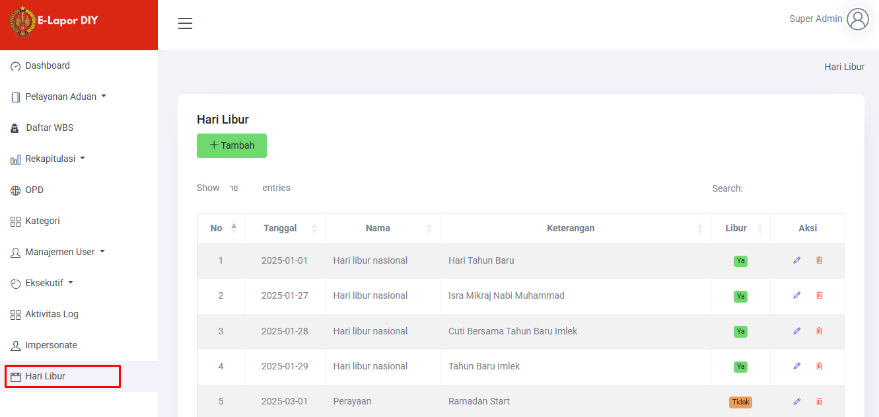 E-Lapor DIY
Super Admin
Dashboard
Pelayanan Aduan
Daftar WBS
Rekapitulasi
OPD
Kategori
Manajemen User
Eksekutif
Aktivitas Log
Impersonate
Hari Libur
Hari Libur
Hari Libur
+ Tambah
Show 10 entries Search:
No Tanggal Nama Keterangan Libur Aksi
1 2025-01-01 Hari libur nasional Hari Tahun Baru Ya
2 2025-01-27 Hari libur nasional Isra Mikraj Nabi Muhammad Ya
3 2025-01-28 Hari libur nasional Cuti Bersama Tahun Baru Imlek Ya
4 2025-01-29 Hari libur nasional Tahun Baru Imlek Ya
5 2025-03-01 Perayaan Ramadan Start Tidak